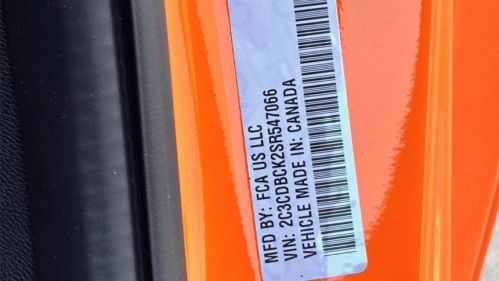 MFD BY: FCA US LLC
VIN: 2C3CDBCK2SR547066
VEHICLE MADE IN: CANADA